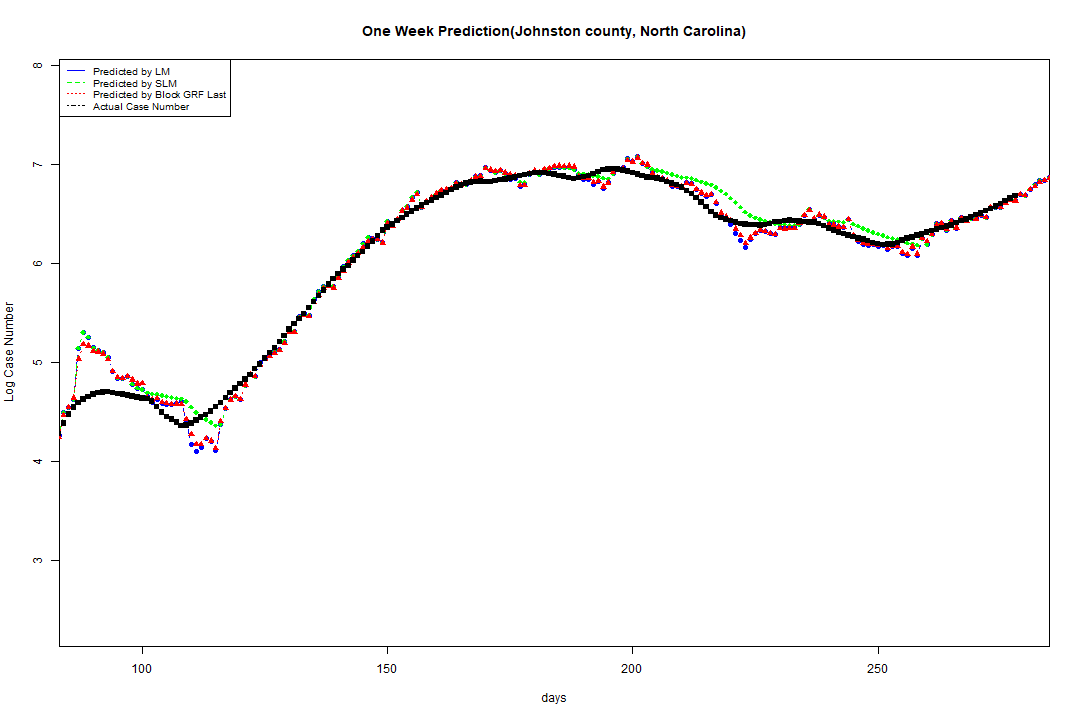 One Week Prediction(Johnston county, North Carolina)
8
Predicted by LM
Predicted by SLM
Predicted by Block GRF Last
Actual Case Number
7
6
5
4
3
Log Case Number
100
150
200
250
days